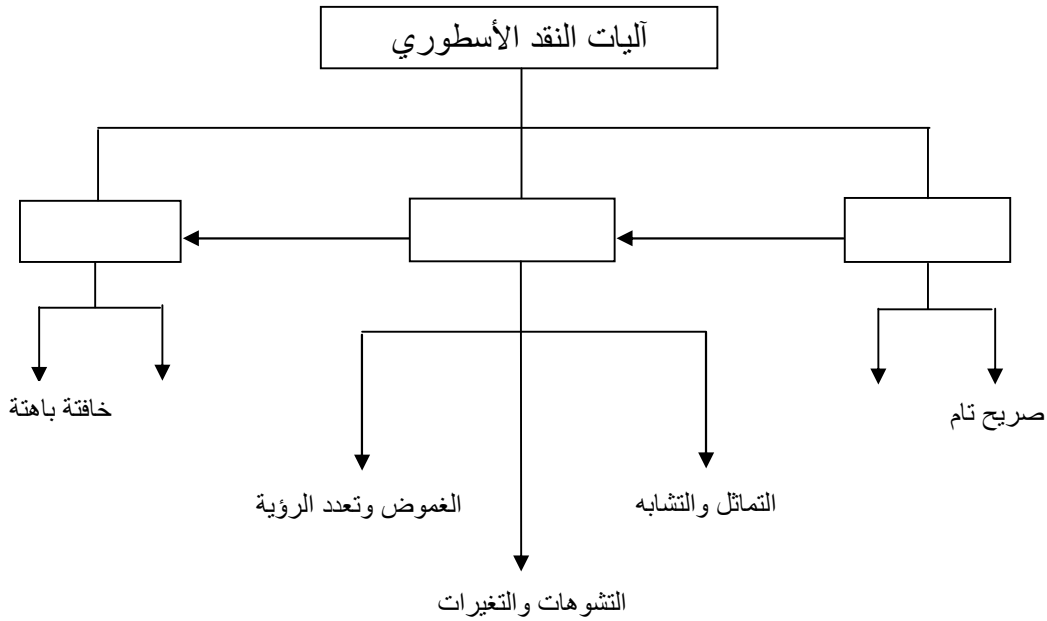 آليات النقد الأسطوري
صريح تام
خافتة باهتة
التماثل والتشابه
الغموض وتعدد الرؤية
التشوهات والتغيرات